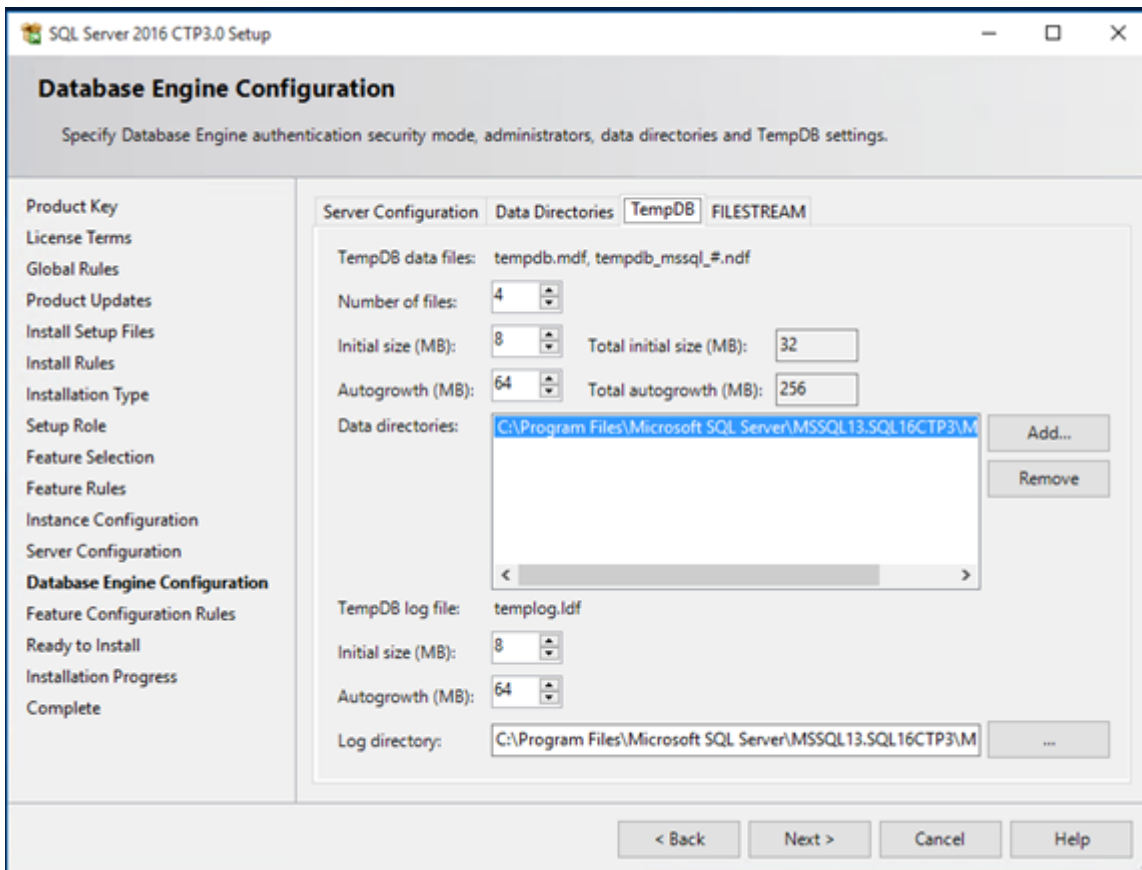 SQL Server 2016 CTP3.0 Setup
Database Engine Configuration
Specify Database Engine authentication security mode, administrators, data directories and TempDB settings.
Product Key
License Terms
Global Rules
Product Updates
Install Setup Files
Install Rules
Installation Type
Setup Role
Feature Selection
Feature Rules
Instance Configuration
Server Configuration
Database Engine Configuration
Feature Configuration Rules
Ready to Install
Installation Progress
Complete
Server Configuration Data Directories TempDB FILESTREAM
TempDB data files: tempdb.mdf, tempdb_mssql_#.ndf
Number of files: 4
Initial size (MB): 8 Total initial size (MB): 32
Autogrowth (MB): 64 Total autogrowth (MB): 256
Data directories: C:\Program Files\Microsoft SQL Server\MSSQL13.SQL16CTP3\M Add...
Remove
TempDB log file: templog.ldf
Initial size (MB): 8
Autogrowth (MB): 64
Log directory: C:\Program Files\Microsoft SQL Server\MSSQL13.SQL16CTP3\M ...
< Back Next > Cancel Help